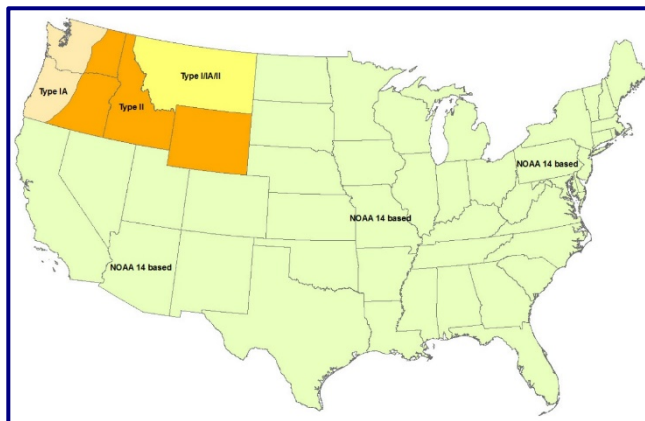 Type I/IA/II
Type IA
Type II
NOAA 14 based
NOAA 14 based
NOAA 14 based